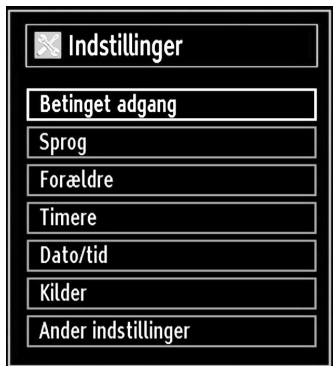 Indstillinger
Betinget adgang
Sprog
Forældre
Timere
Dato/tid
Kilder
Ander indstillinger